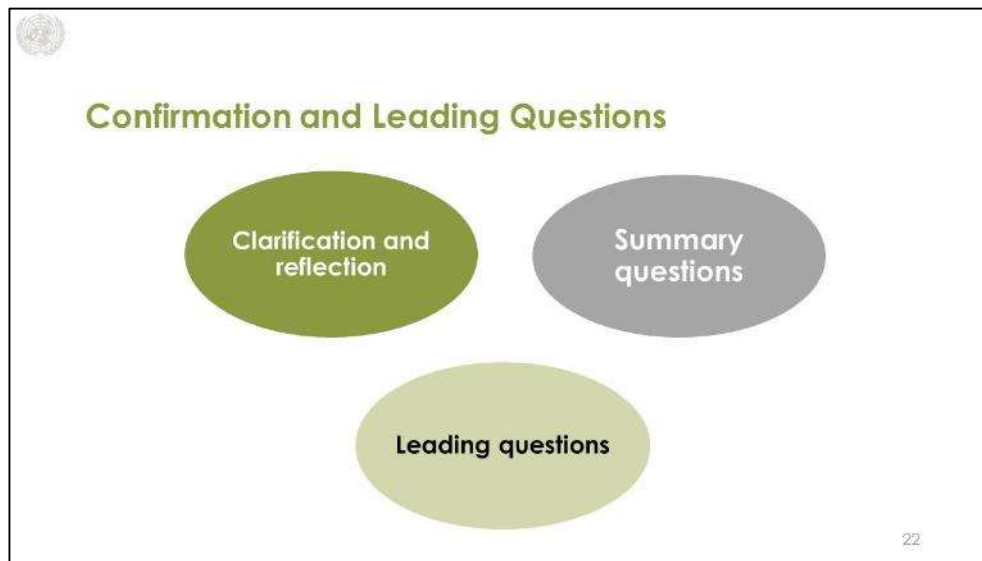 Confirmation and Leading Questions
Clarification and
reflection
Summary
questions
Leading questions
22